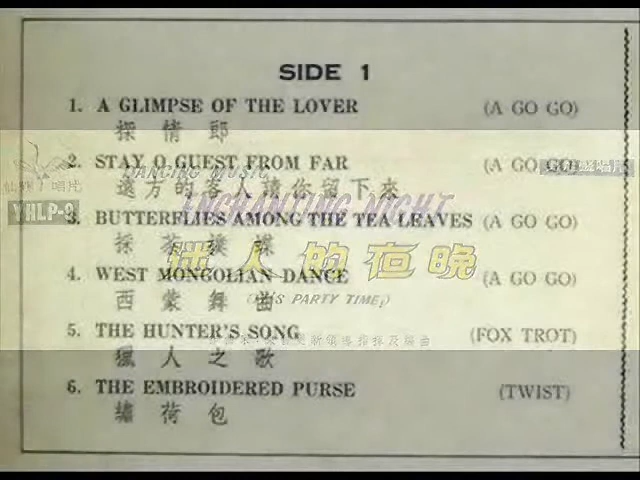 SIDE 1
1. A GLIMPSE OF THE LOVER (A GO GO)
探情郎
2. STAY O GUEST FROM FAR (A GO GO)
遠方的客人請你留下來
3. BUTTERFLIES AMONG THE TEA LEAVES (A GO GO)
採茶撲蝶
4. WEST MONGOLIAN DANCE (A GO GO)
西蒙舞曲
5. THE HUNTER'S SONG (FOX TROT)
獵人之歌
6. THE EMBROIDERED PURSE (TWIST)
繡荷包
DANCING MUSIC
YHLP-9
ENCHANTING NIGHT
迷人的夜晚
(IT'S PARTY TIME,)